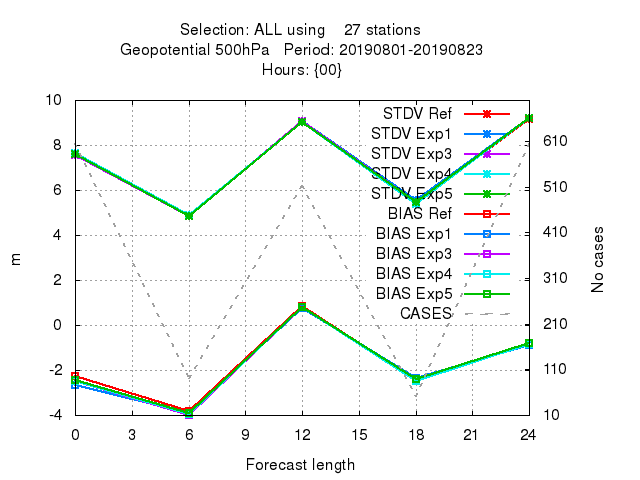 Selection: ALL using    27 stations
Geopotential 500hPa   Period: 20190801-20190823
Hours: {00}
10
8
6
4
2
0
-2
-4
m
STDV Ref
STDV Exp1
STDV Exp3
STDV Exp4
STDV Exp5
BIAS Ref
BIAS Exp1
BIAS Exp3
BIAS Exp4
BIAS Exp5
CASES
610
510
410
310
210
110
10
No cases
0 3 6 9 12 15 18 21 24
Forecast length